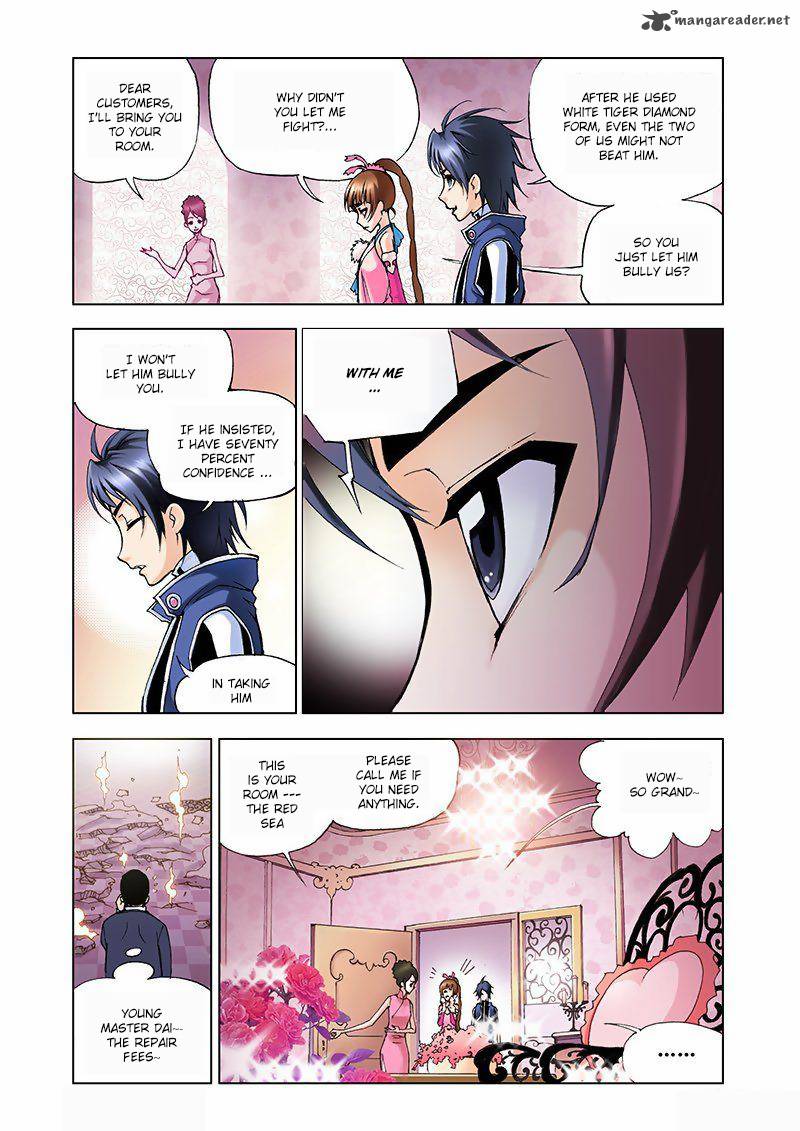 mangareader.net
DEAR
CUSTOMERS,
I'LL BRING YOU
TO YOUR
ROOM.
WHY DIDN'T
YOU LET ME
FIGHT?...
AFTER HE USED
WHITE TIGER DIAMOND
FORM, EVEN THE TWO
OF US MIGHT NOT
BEAT HIM.
SO YOU
JUST LET HIM
BULLY US?
I WON'T
LET HIM BULLY
YOU.
IF HE INSISTED,
I HAVE SEVENTY
PERCENT
CONFIDENCE ...
IN TAKING
HIM
WITH ME
...
YOUNG
MASTER DAI~
THE REPAIR
FEES~
THIS
IS YOUR
ROOM ---
THE RED
SEA
PLEASE
CALL ME IF
YOU NEED
ANYTHING.
WOW~
SO GRAND~
......